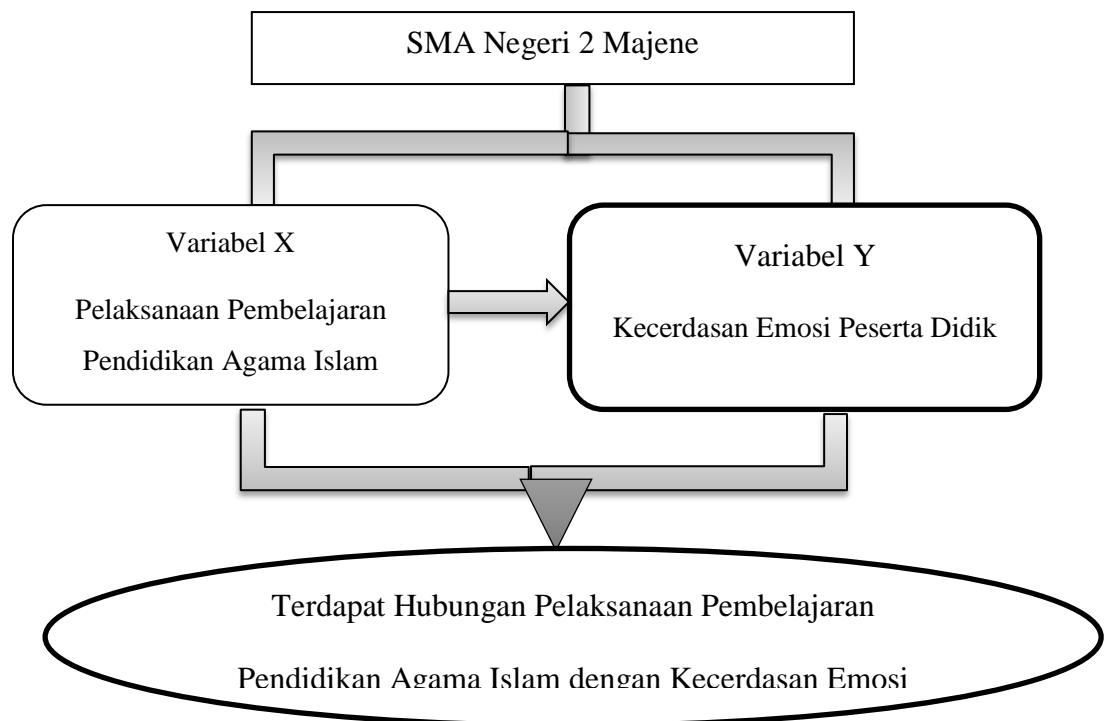 SMA Negeri 2 Majene
Variabel X
Pelaksanaan Pembelajaran
Pendidikan Agama Islam
Variabel Y
Kecerdasan Emosi Peserta Didik
Terdapat Hubungan Pelaksanaan Pembelajaran
Pendidikan Agama Islam dengan Kecerdasan Emosi